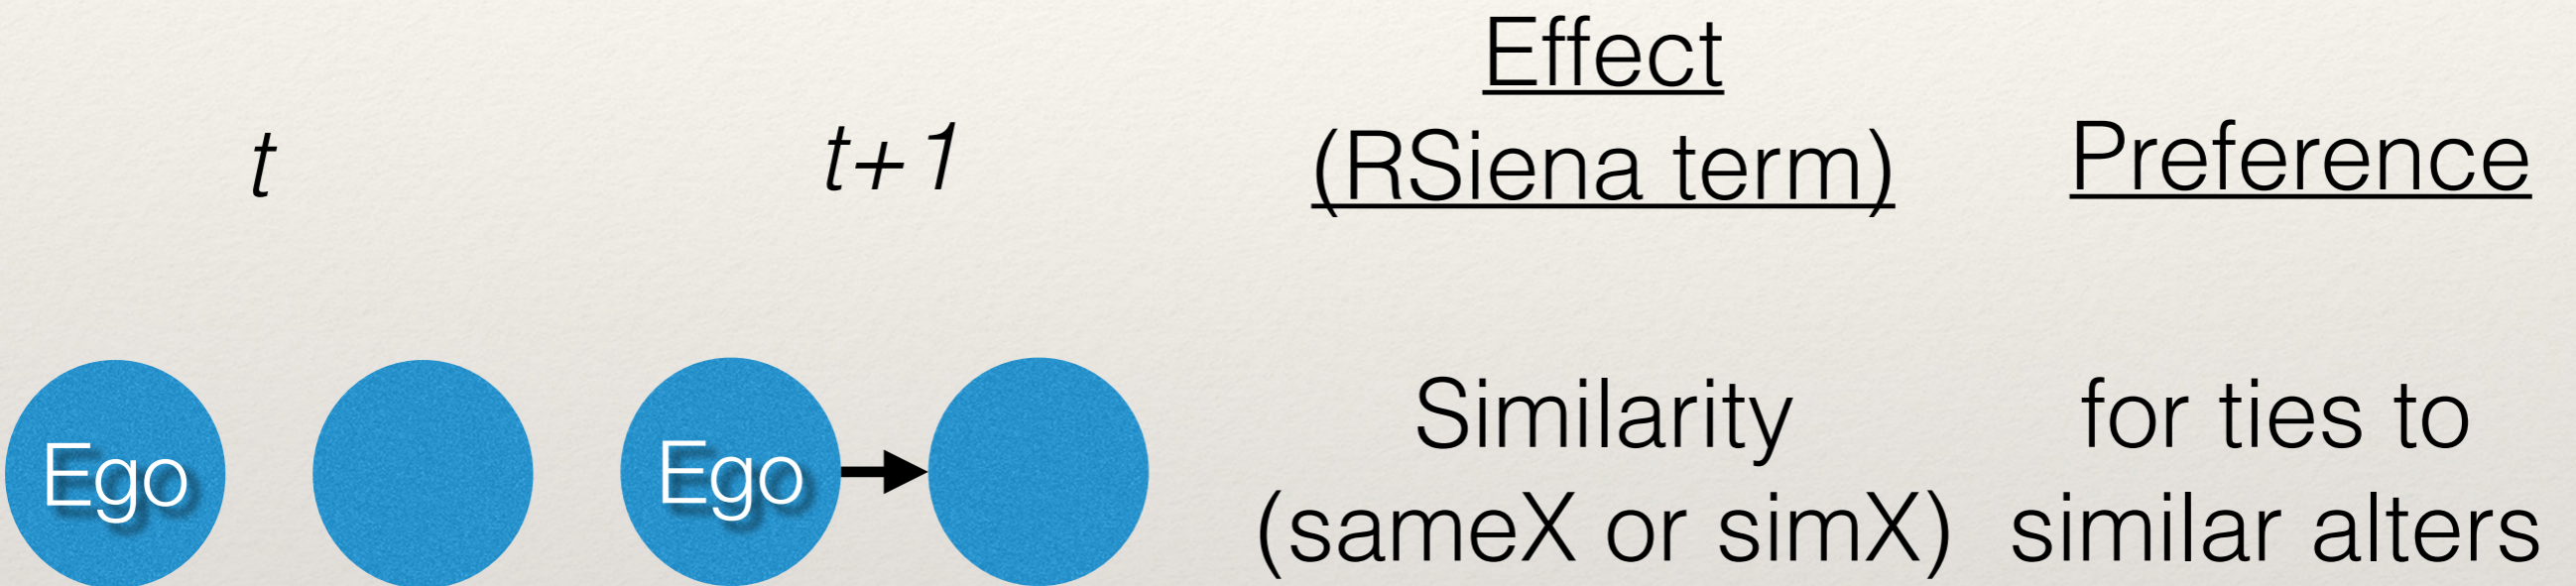 t
t+1
Effect
(RSiena term)
Preference
Ego
Ego
Similarity
(sameX or simX)
for ties to
similar alters